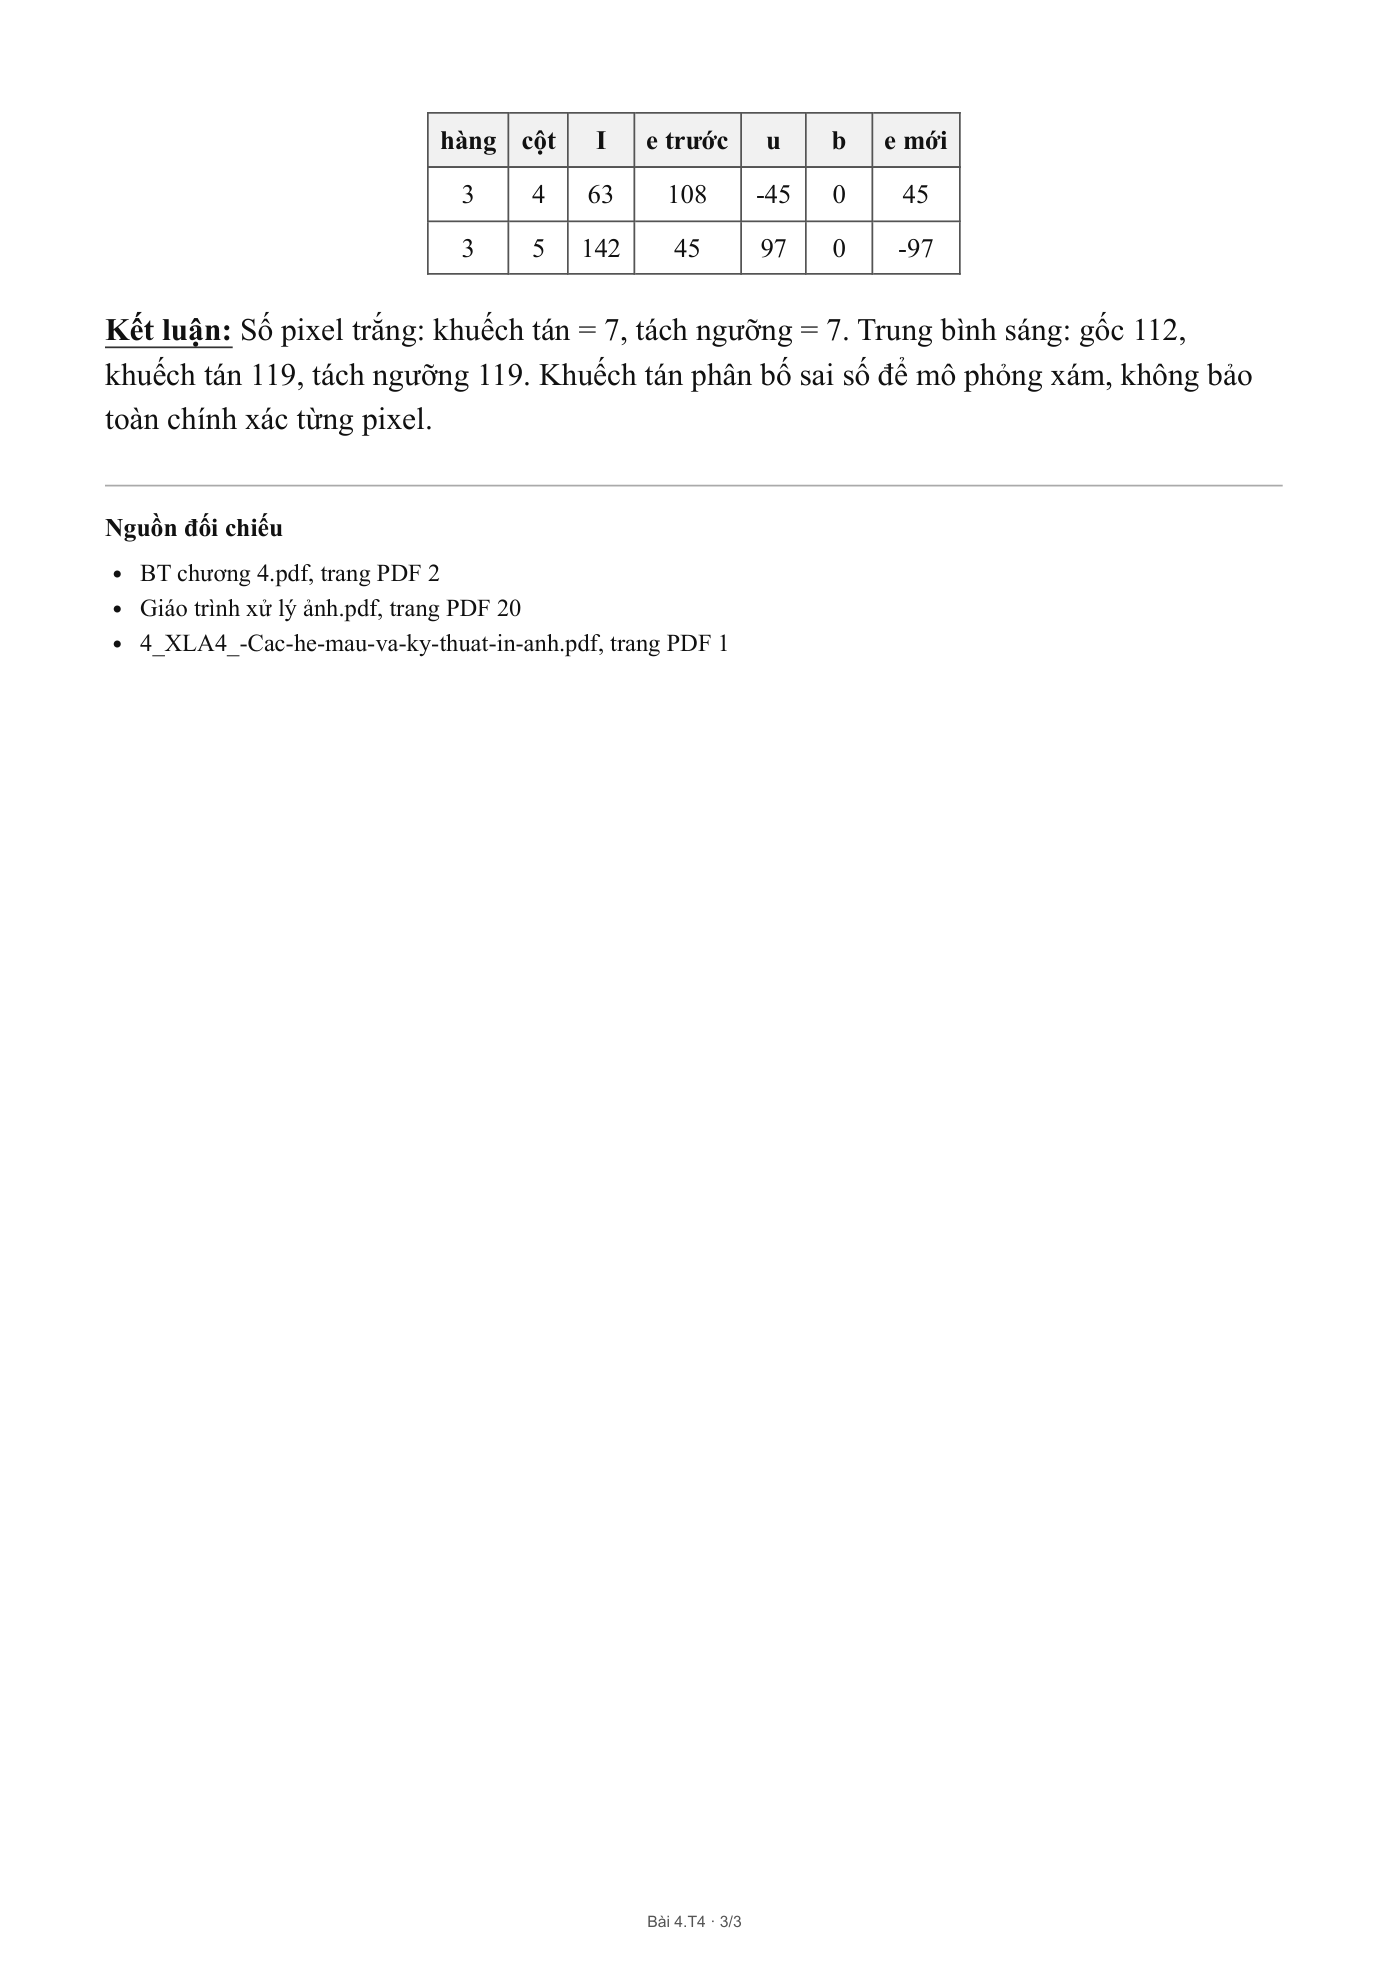 hàng cột I e trước u b e mới
3 4 63 108 -45 0 45
3 5 142 45 97 0 -97
Kết luận: Số pixel trắng: khuếch tán = 7, tách ngưỡng = 7. Trung bình sáng: gốc 112,
khuếch tán 119, tách ngưỡng 119. Khuếch tán phân bố sai số để mô phỏng xám, không bảo
toàn chính xác từng pixel.
Nguồn đối chiếu
• BT chương 4.pdf, trang PDF 2
• Giáo trình xử lý ảnh.pdf, trang PDF 20
• 4_XLA4_-Cac-he-mau-va-ky-thuat-in-anh.pdf, trang PDF 1
Bài 4.T4 · 3/3